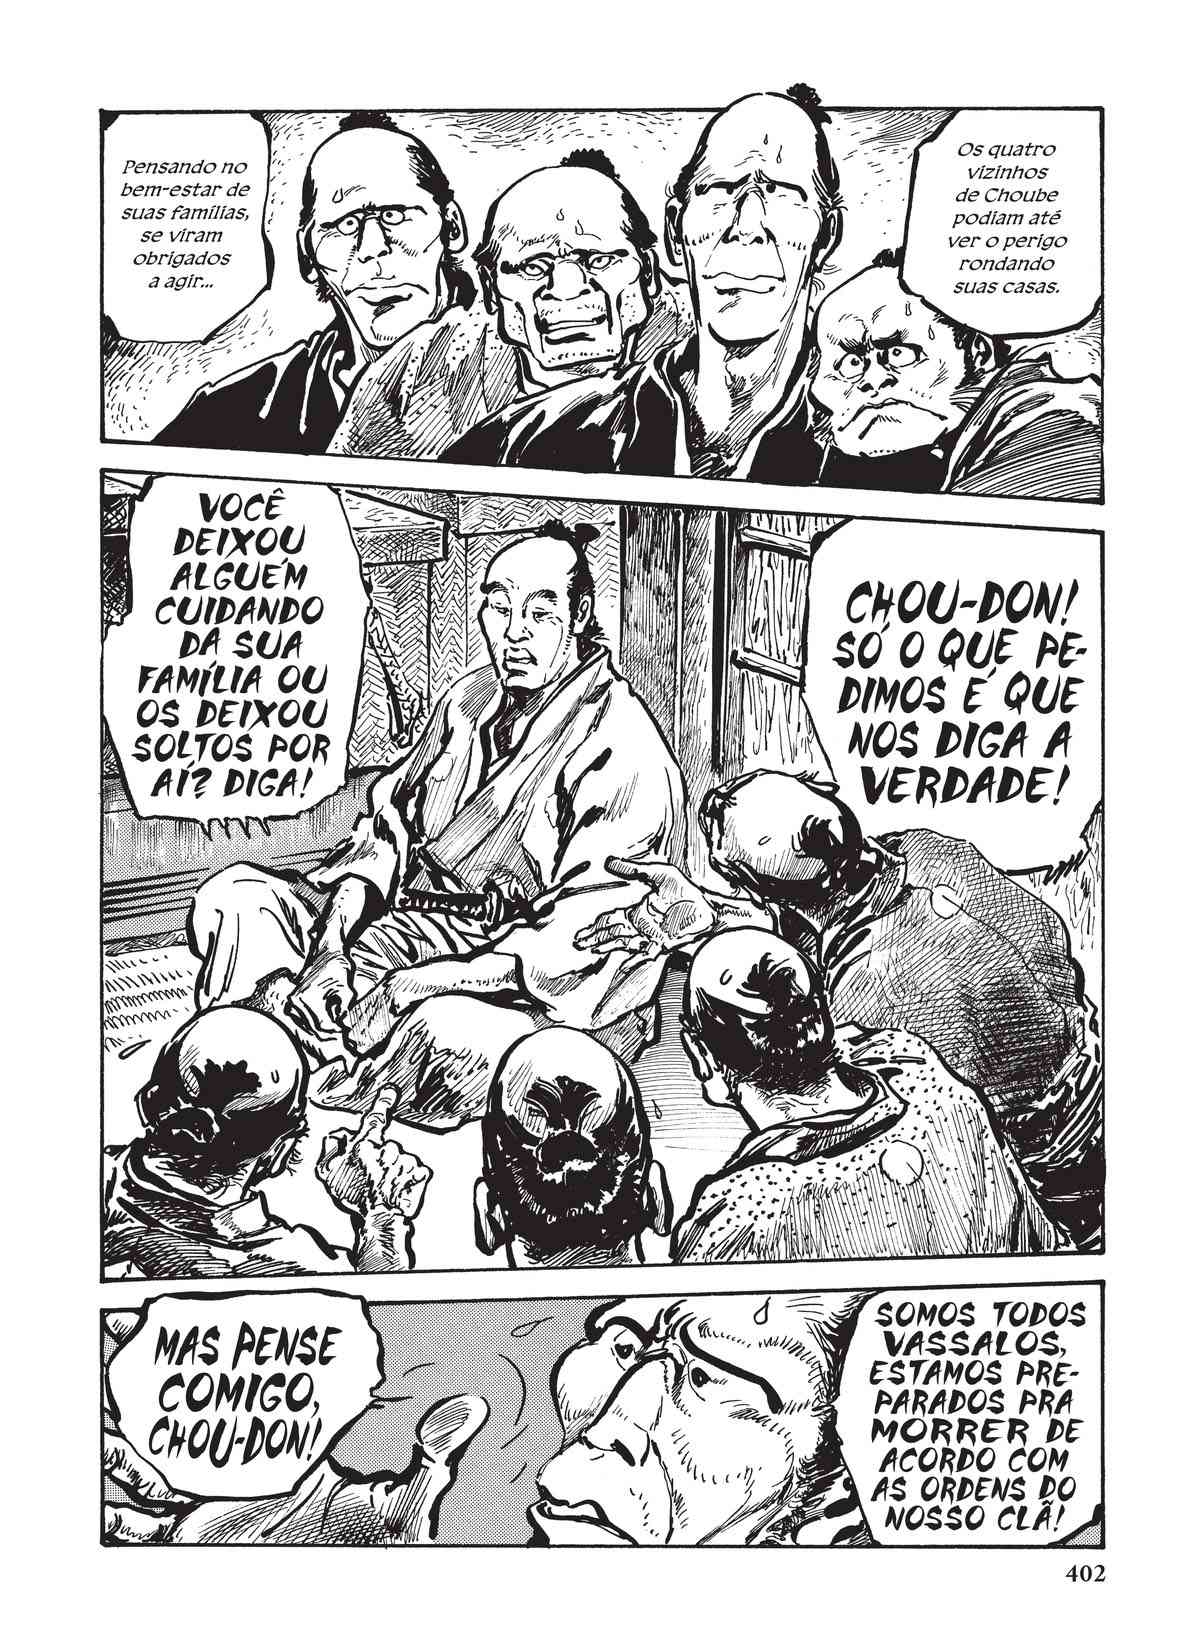 Os quatro
vizinhos
de Choube
podiam até
ver o perigo
rondando
suas casas.
Pensando no
bem-estar de
suas famílias,
se viram
obrigados
a agir...
CHOU-DON!
SÓ O QUE PE-
DIMOS É QUE
NOS DIGA A
VERDADE!
VOCÊ
DEIXOU
ALGUÉM
CUIDANDO
DA SUA
FAMÍLIA OU
OS DEIXOU
SOLTOS POR
AÍ? DIGA!
SOMOS TODOS
VASSALOS,
ESTAMOS PRE-
PARADOS PRA
MORRER DE
ACORDO COM
AS ORDENS DO
NOSSO CLÃ!
MAS PENSE
COMIGO,
CHOU-DON!
402